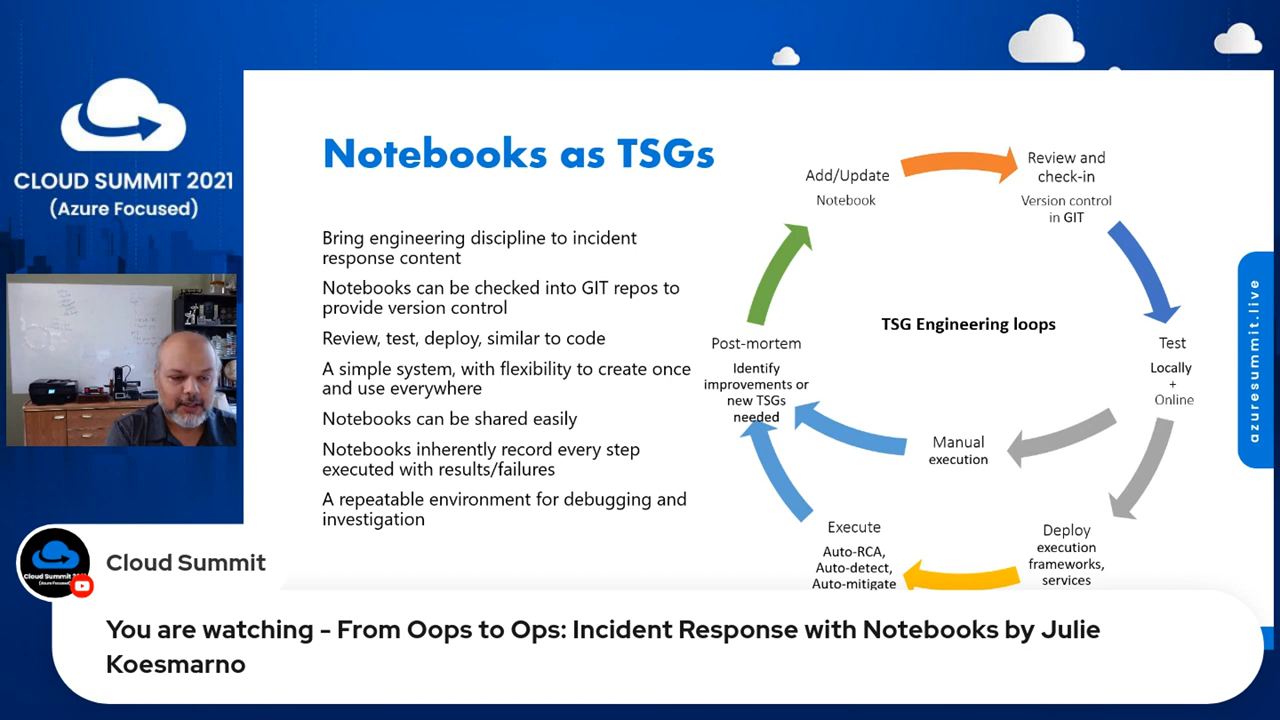 CLOUD SUMMIT 2021
(Azure Focused)
Notebooks as TSGs
Bring engineering discipline to incident
response content
Notebooks can be checked into GIT repos to
provide version control
Review, test, deploy, similar to code
A simple system, with flexibility to create once
and use everywhere
Notebooks can be shared easily
Notebooks inherently record every step
executed with results/failures
A repeatable environment for debugging and
investigation
Add/Update
Notebook
Review and
check-in
Version control
in GIT
TSG Engineering loops
Test
Locally
+
Online
Post-mortem
Identify
improvements or
new TSGs
needed
Manual
execution
Deploy
execution
frameworks,
services
Execute
Auto-RCA,
Auto-detect,
Auto-mitigate
azuresummit.live
Cloud Summit
You are watching - From Oops to Ops: Incident Response with Notebooks by Julie
Koesmarno